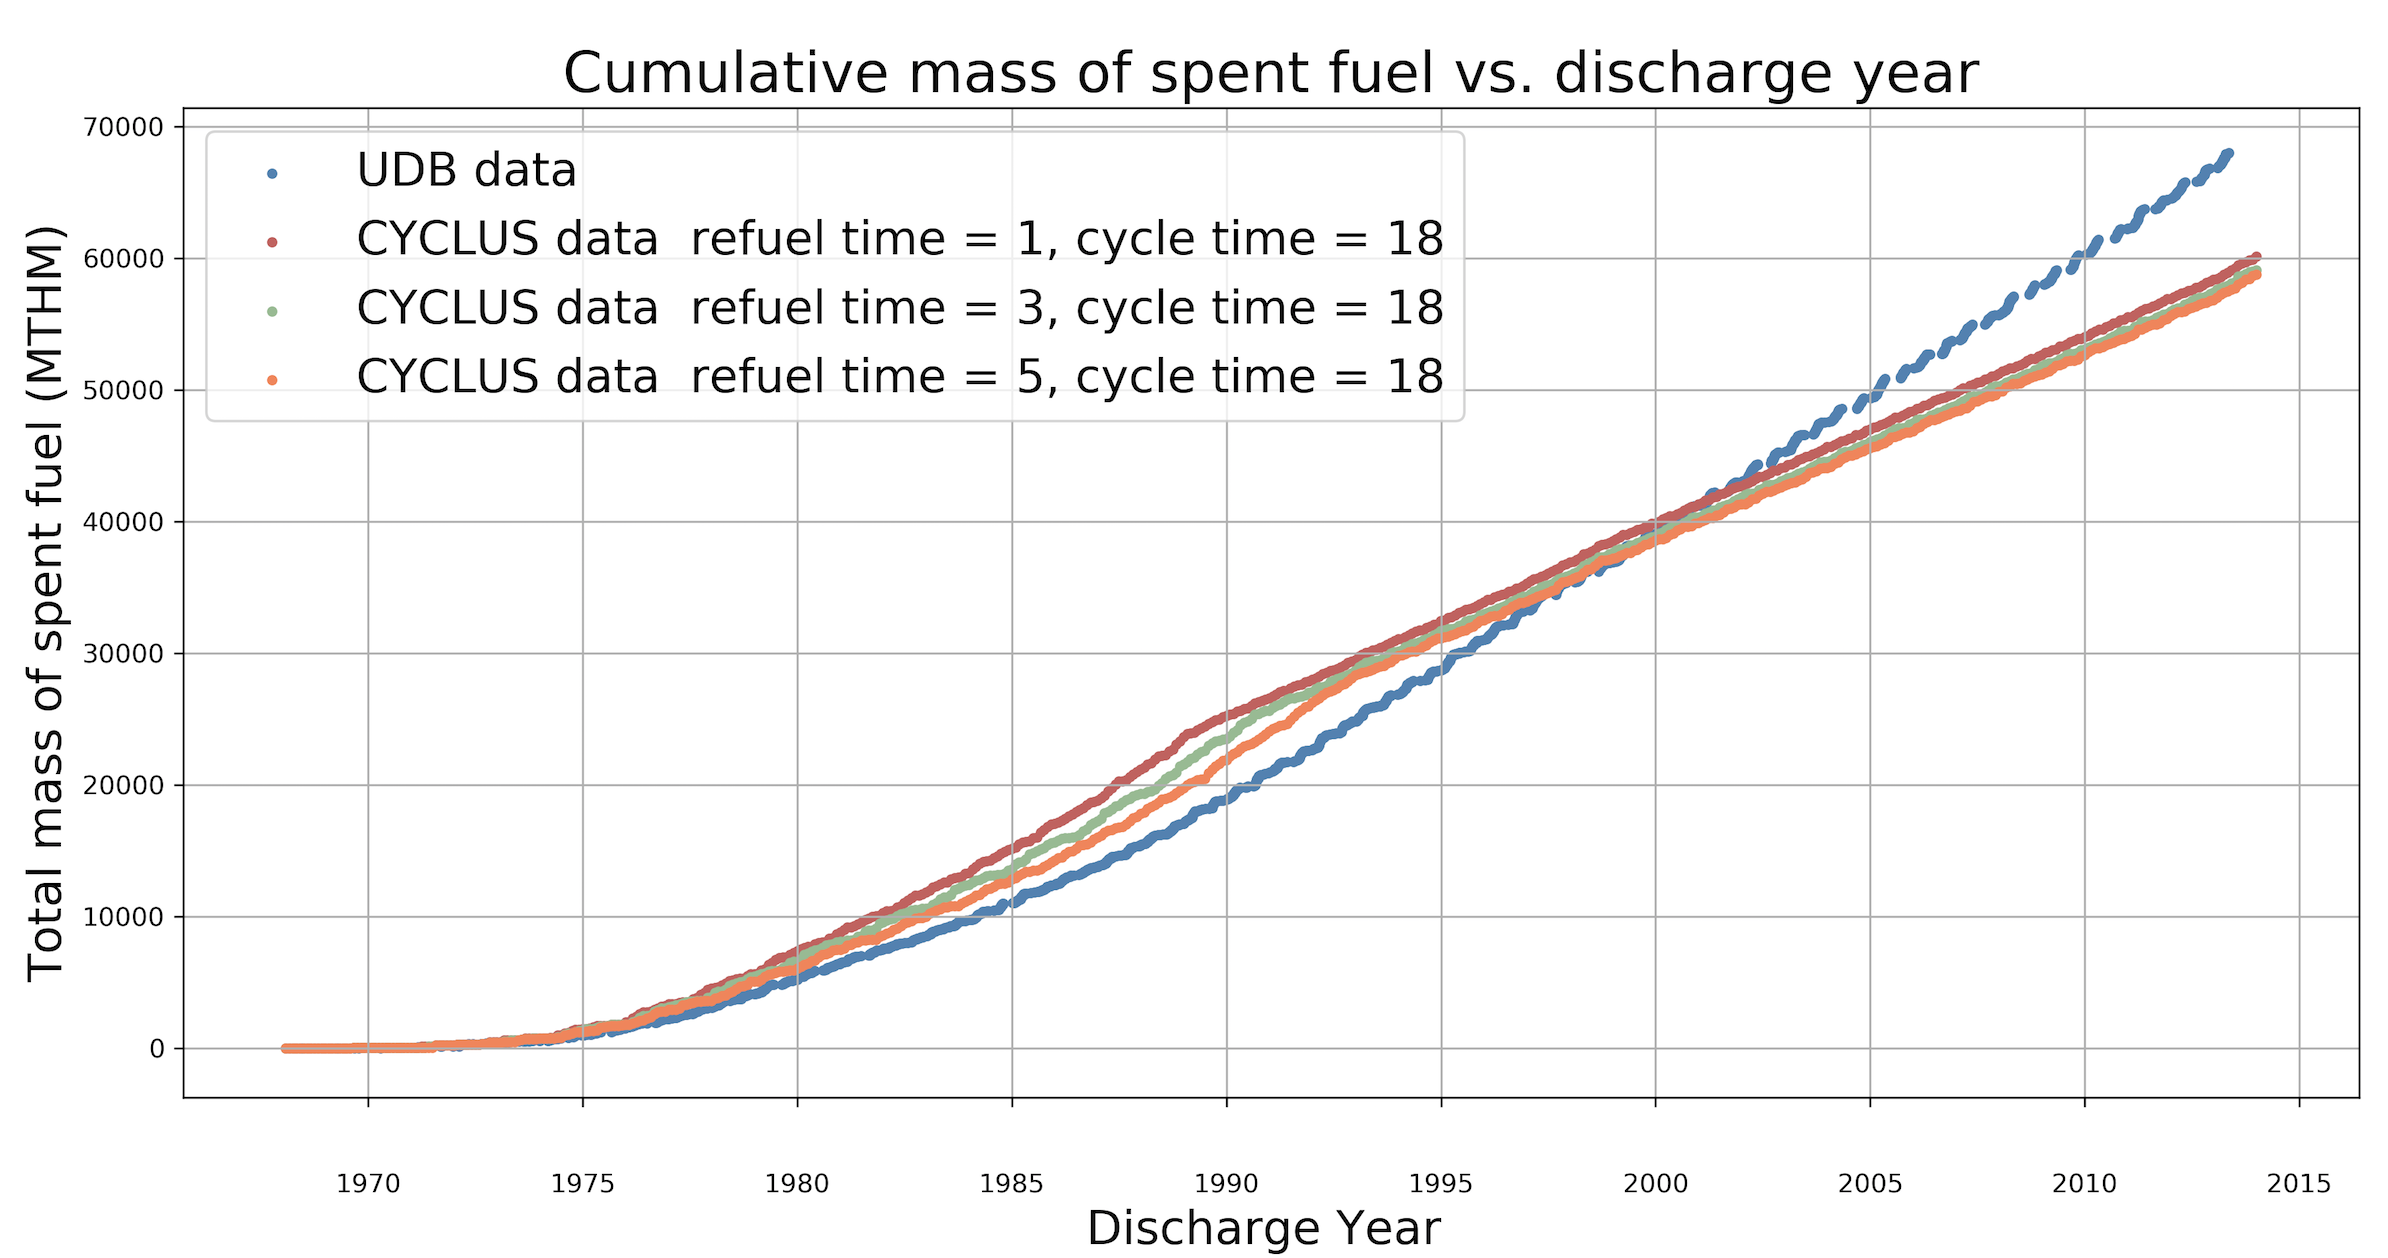 Cumulative mass of spent fuel vs. discharge year
Total mass of spent fuel (MTHM)
70000
60000
50000
40000
30000
20000
10000
0
UDB data
CYCLUS data  refuel time = 1, cycle time = 18
CYCLUS data  refuel time = 3, cycle time = 18
CYCLUS data  refuel time = 5, cycle time = 18
1970 1975 1980 1985 1990 1995 2000 2005 2010 2015
Discharge Year